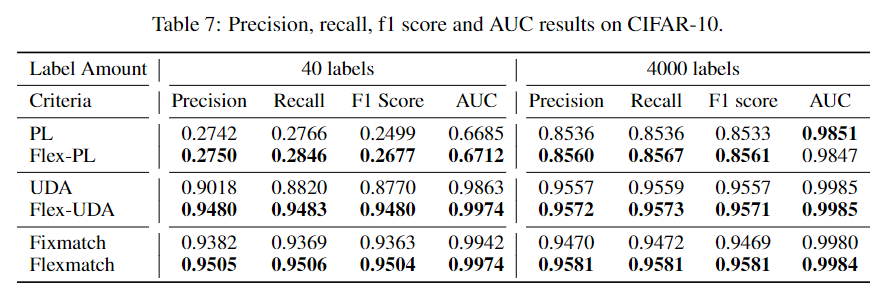 Table 7: Precision, recall, f1 score and AUC results on CIFAR-10.
Label Amount 40 labels 4000 labels
Criteria Precision Recall F1 Score AUC Precision Recall F1 score AUC
PL 0.2742 0.2766 0.2499 0.6685 0.8536 0.8536 0.8533 0.9851
Flex-PL 0.2750 0.2846 0.2677 0.6712 0.8560 0.8567 0.8561 0.9847
UDA 0.9018 0.8820 0.8770 0.9863 0.9557 0.9559 0.9557 0.9985
Flex-UDA 0.9480 0.9483 0.9480 0.9974 0.9572 0.9573 0.9571 0.9985
Fixmatch 0.9382 0.9369 0.9363 0.9942 0.9470 0.9472 0.9469 0.9980
Flexmatch 0.9505 0.9506 0.9504 0.9974 0.9581 0.9581 0.9581 0.9984